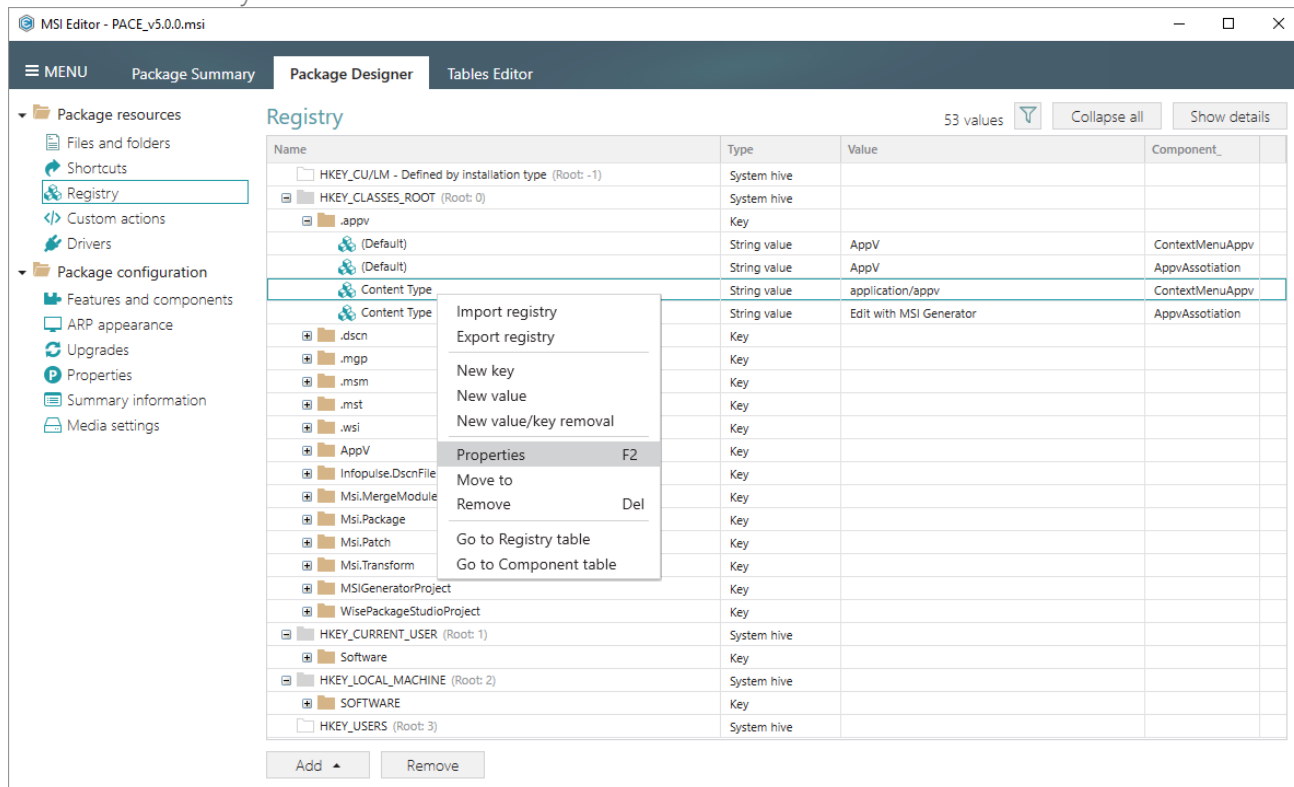 MSI Editor - PACE_v5.0.0.msi
MENU Package Summary Package Designer Tables Editor
Package resources
Files and folders
Shortcuts
Registry
Custom actions
Drivers
Package configuration
Features and components
ARP appearance
Upgrades
Properties
Summary information
Media settings
Registry 53 values Collapse all Show details
Name Type Value Component_
HKEY_CU/LM - Defined by installation type (Root: -1) System hive
HKEY_CLASSES_ROOT (Root: 0) System hive
.appv Key
(Default) String value AppV ContextMenuAppv
(Default) String value AppV AppvAssotiation
Content Type String value application/appv ContextMenuAppv
Content Type String value Edit with MSI Generator AppvAssotiation
.dscn Key
.mgp Key
.msm Key
.mst Key
.wsi Key
AppV Key
Infopulse.DscnFile Key
Msi.MergeModule Key
Msi.Package Key
Msi.Patch Key
Msi.Transform Key
MSIGeneratorProject Key
WisePackageStudioProject Key
HKEY_CURRENT_USER (Root: 1) System hive
Software Key
HKEY_LOCAL_MACHINE (Root: 2) System hive
SOFTWARE Key
HKEY_USERS (Root: 3) System hive
Import registry
Export registry
New key
New value
New value/key removal
Properties F2
Move to
Remove Del
Go to Registry table
Go to Component table
Add Remove